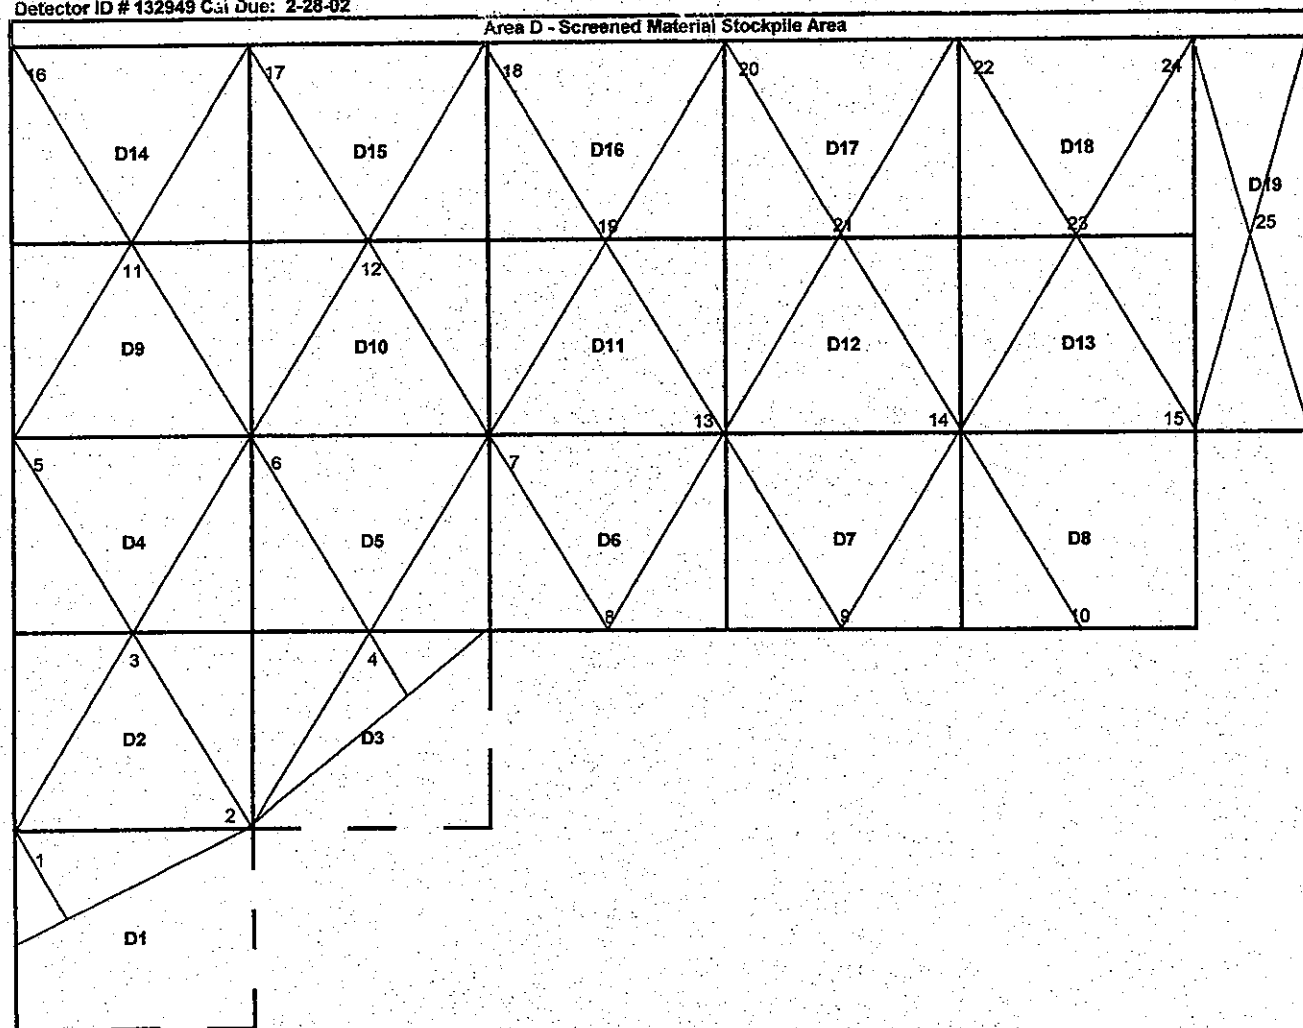 Detector ID # 132949 Cal Due: 2-28-02
Area D - Screened Material Stockpile Area
16 17 18 20 22 24
D14 D15 D16 D17 D18 D19
11 12 19 21 23 25
D9 D10 D11 D12 D13
13 14 15
5 6 7
D4 D5 D6 D7 D8
3 4 8 9 10
D2 D3
2
1
D1